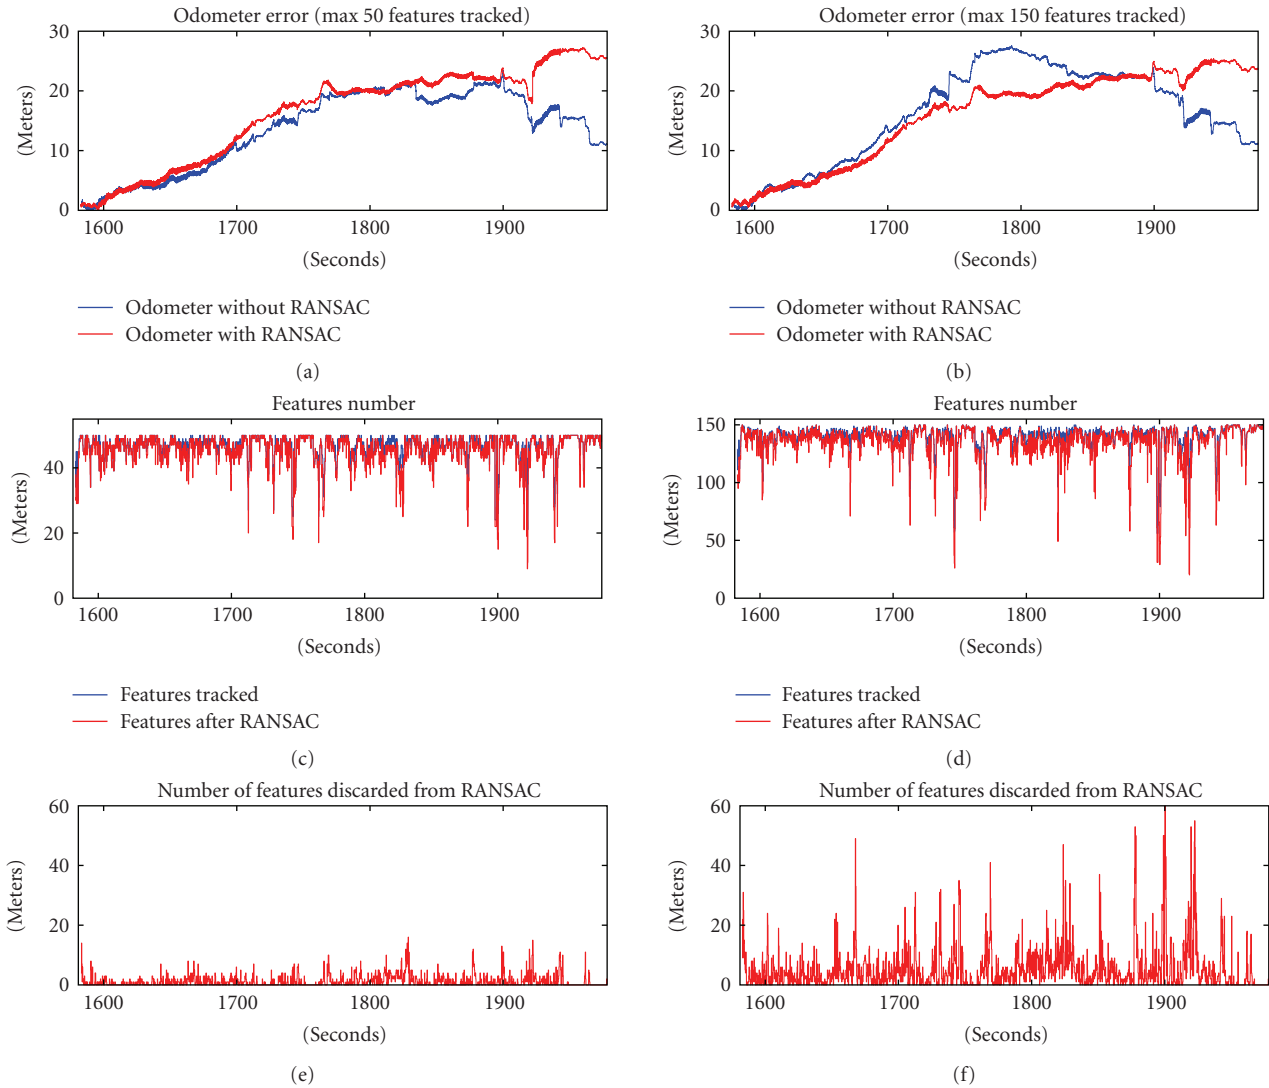 Odometer error (max 50 features tracked)
30
20
10
0
(Meters)
1600 1700 1800 1900
(Seconds)
Odometer without RANSAC
Odometer with RANSAC
(a)
Odometer error (max 150 features tracked)
30
20
10
0
(Meters)
1600 1700 1800 1900
(Seconds)
Odometer without RANSAC
Odometer with RANSAC
(b)
Features number
40
20
0
(Meters)
1600 1700 1800 1900
(Seconds)
Features tracked
Features after RANSAC
(c)
Features number
150
100
50
0
(Meters)
1600 1700 1800 1900
(Seconds)
Features tracked
Features after RANSAC
(d)
Number of features discarded from RANSAC
60
40
20
0
(Meters)
1600 1700 1800 1900
(Seconds)
(e)
Number of features discarded from RANSAC
60
40
20
0
(Meters)
1600 1700 1800 1900
(Seconds)
(f)